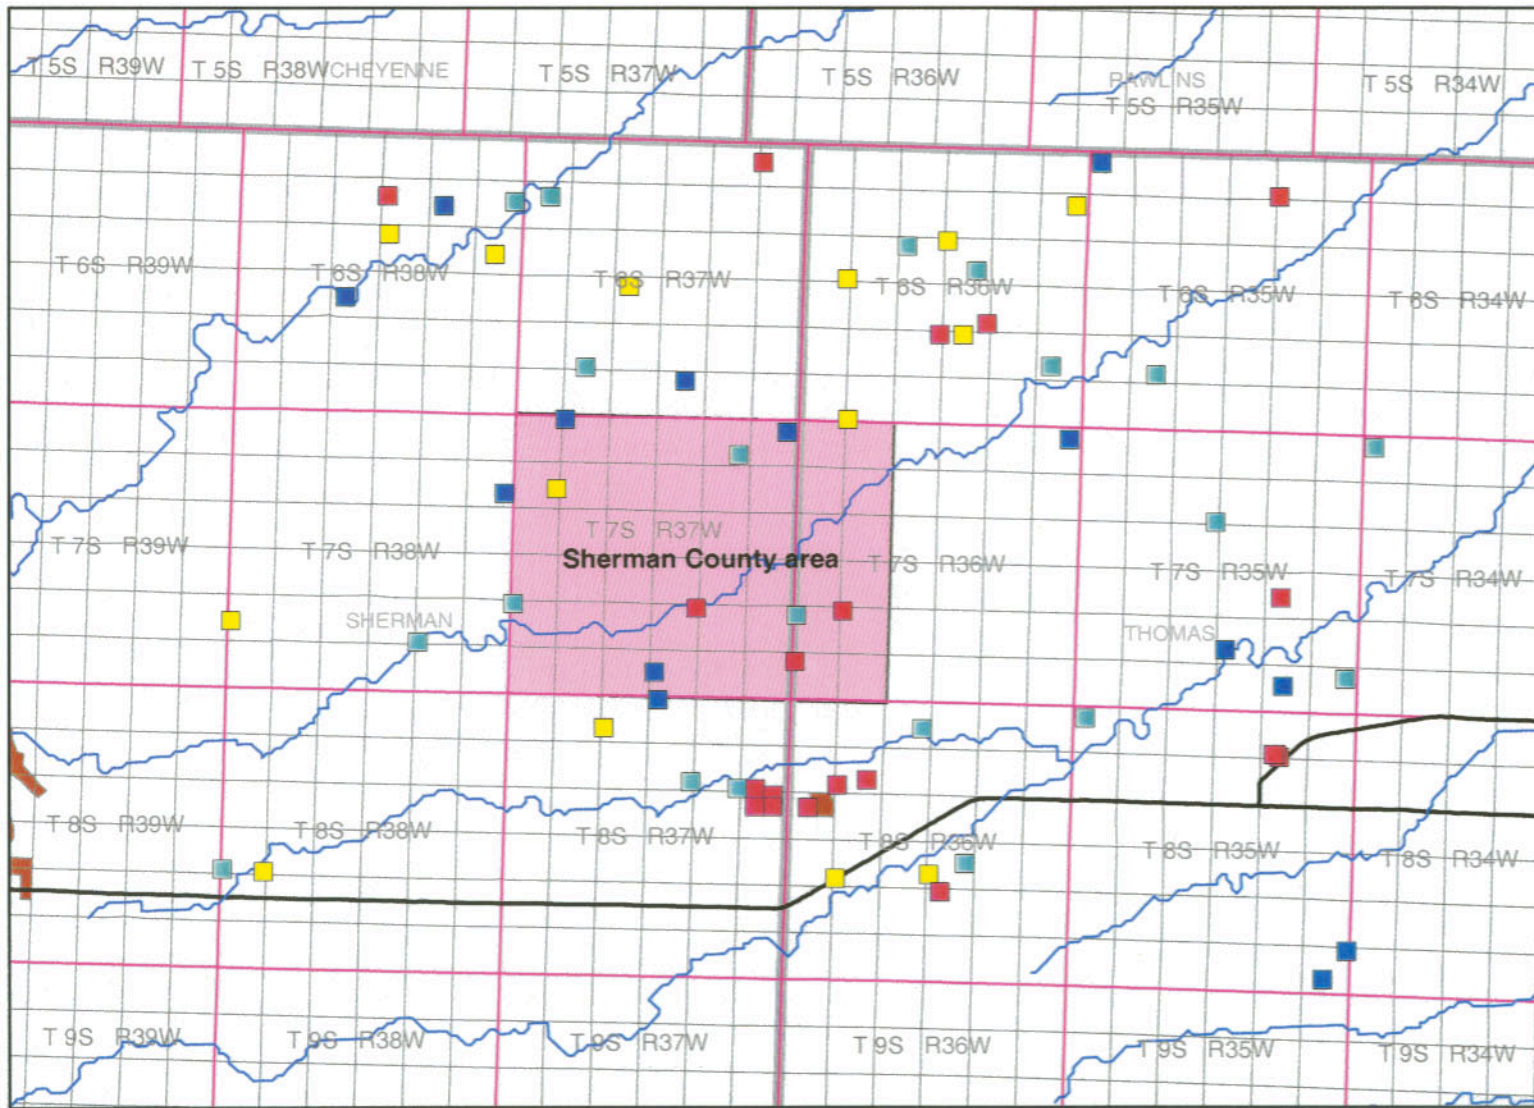 T 5S R39W
T 5S R38W
CHEYENNE
T 5S R37W
T 5S R36W
RAWLINS
T 5S R35W
T 5S R34W
T 6S R39W
T 6S R38W
T 6S R37W
T 6S R36W
T 6S R35W
T 6S R34W
T 7S R39W
T 7S R38W
T 7S R37W
Sherman County area
T 7S R36W
T 7S R35W
T 7S R34W
SHERMAN
THOMAS
T 8S R39W
T 8S R38W
T 8S R37W
T 8S R36W
T 8S R35W
T 8S R34W
T 9S R39W
T 9S R38W
T 9S R37W
T 9S R36W
T 9S R35W
T 9S R34W